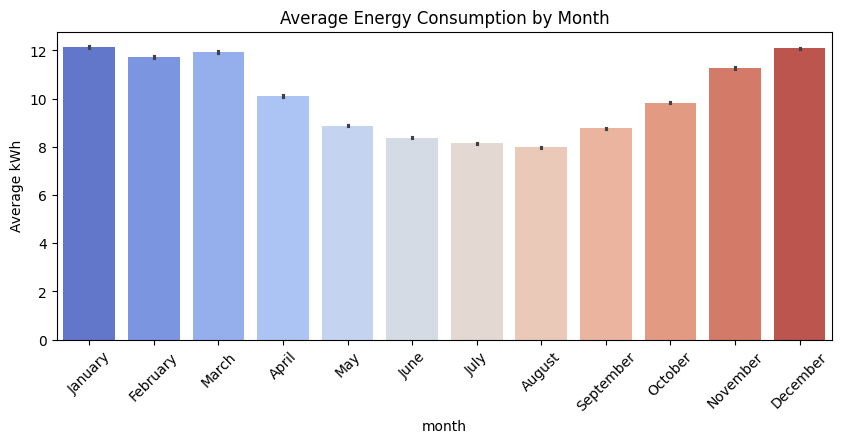 Average Energy Consumption by Month
Average kWh
12
10
8
6
4
2
0
January
February
March
April
May
June
July
August
September
October
November
December
month